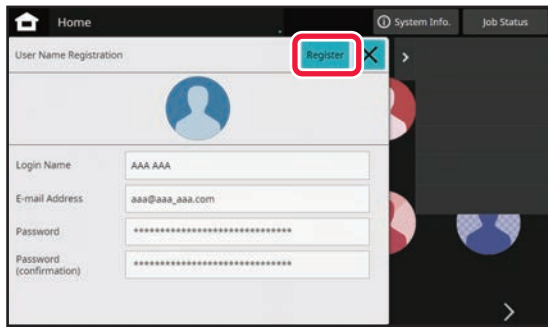 Home
System Info.
Job Status
User Name Registration
Register
Login Name
AAA AAA
E-mail Address
aaa@aaa_aaa.com
Password
********************************
Password
(confirmation)
********************************